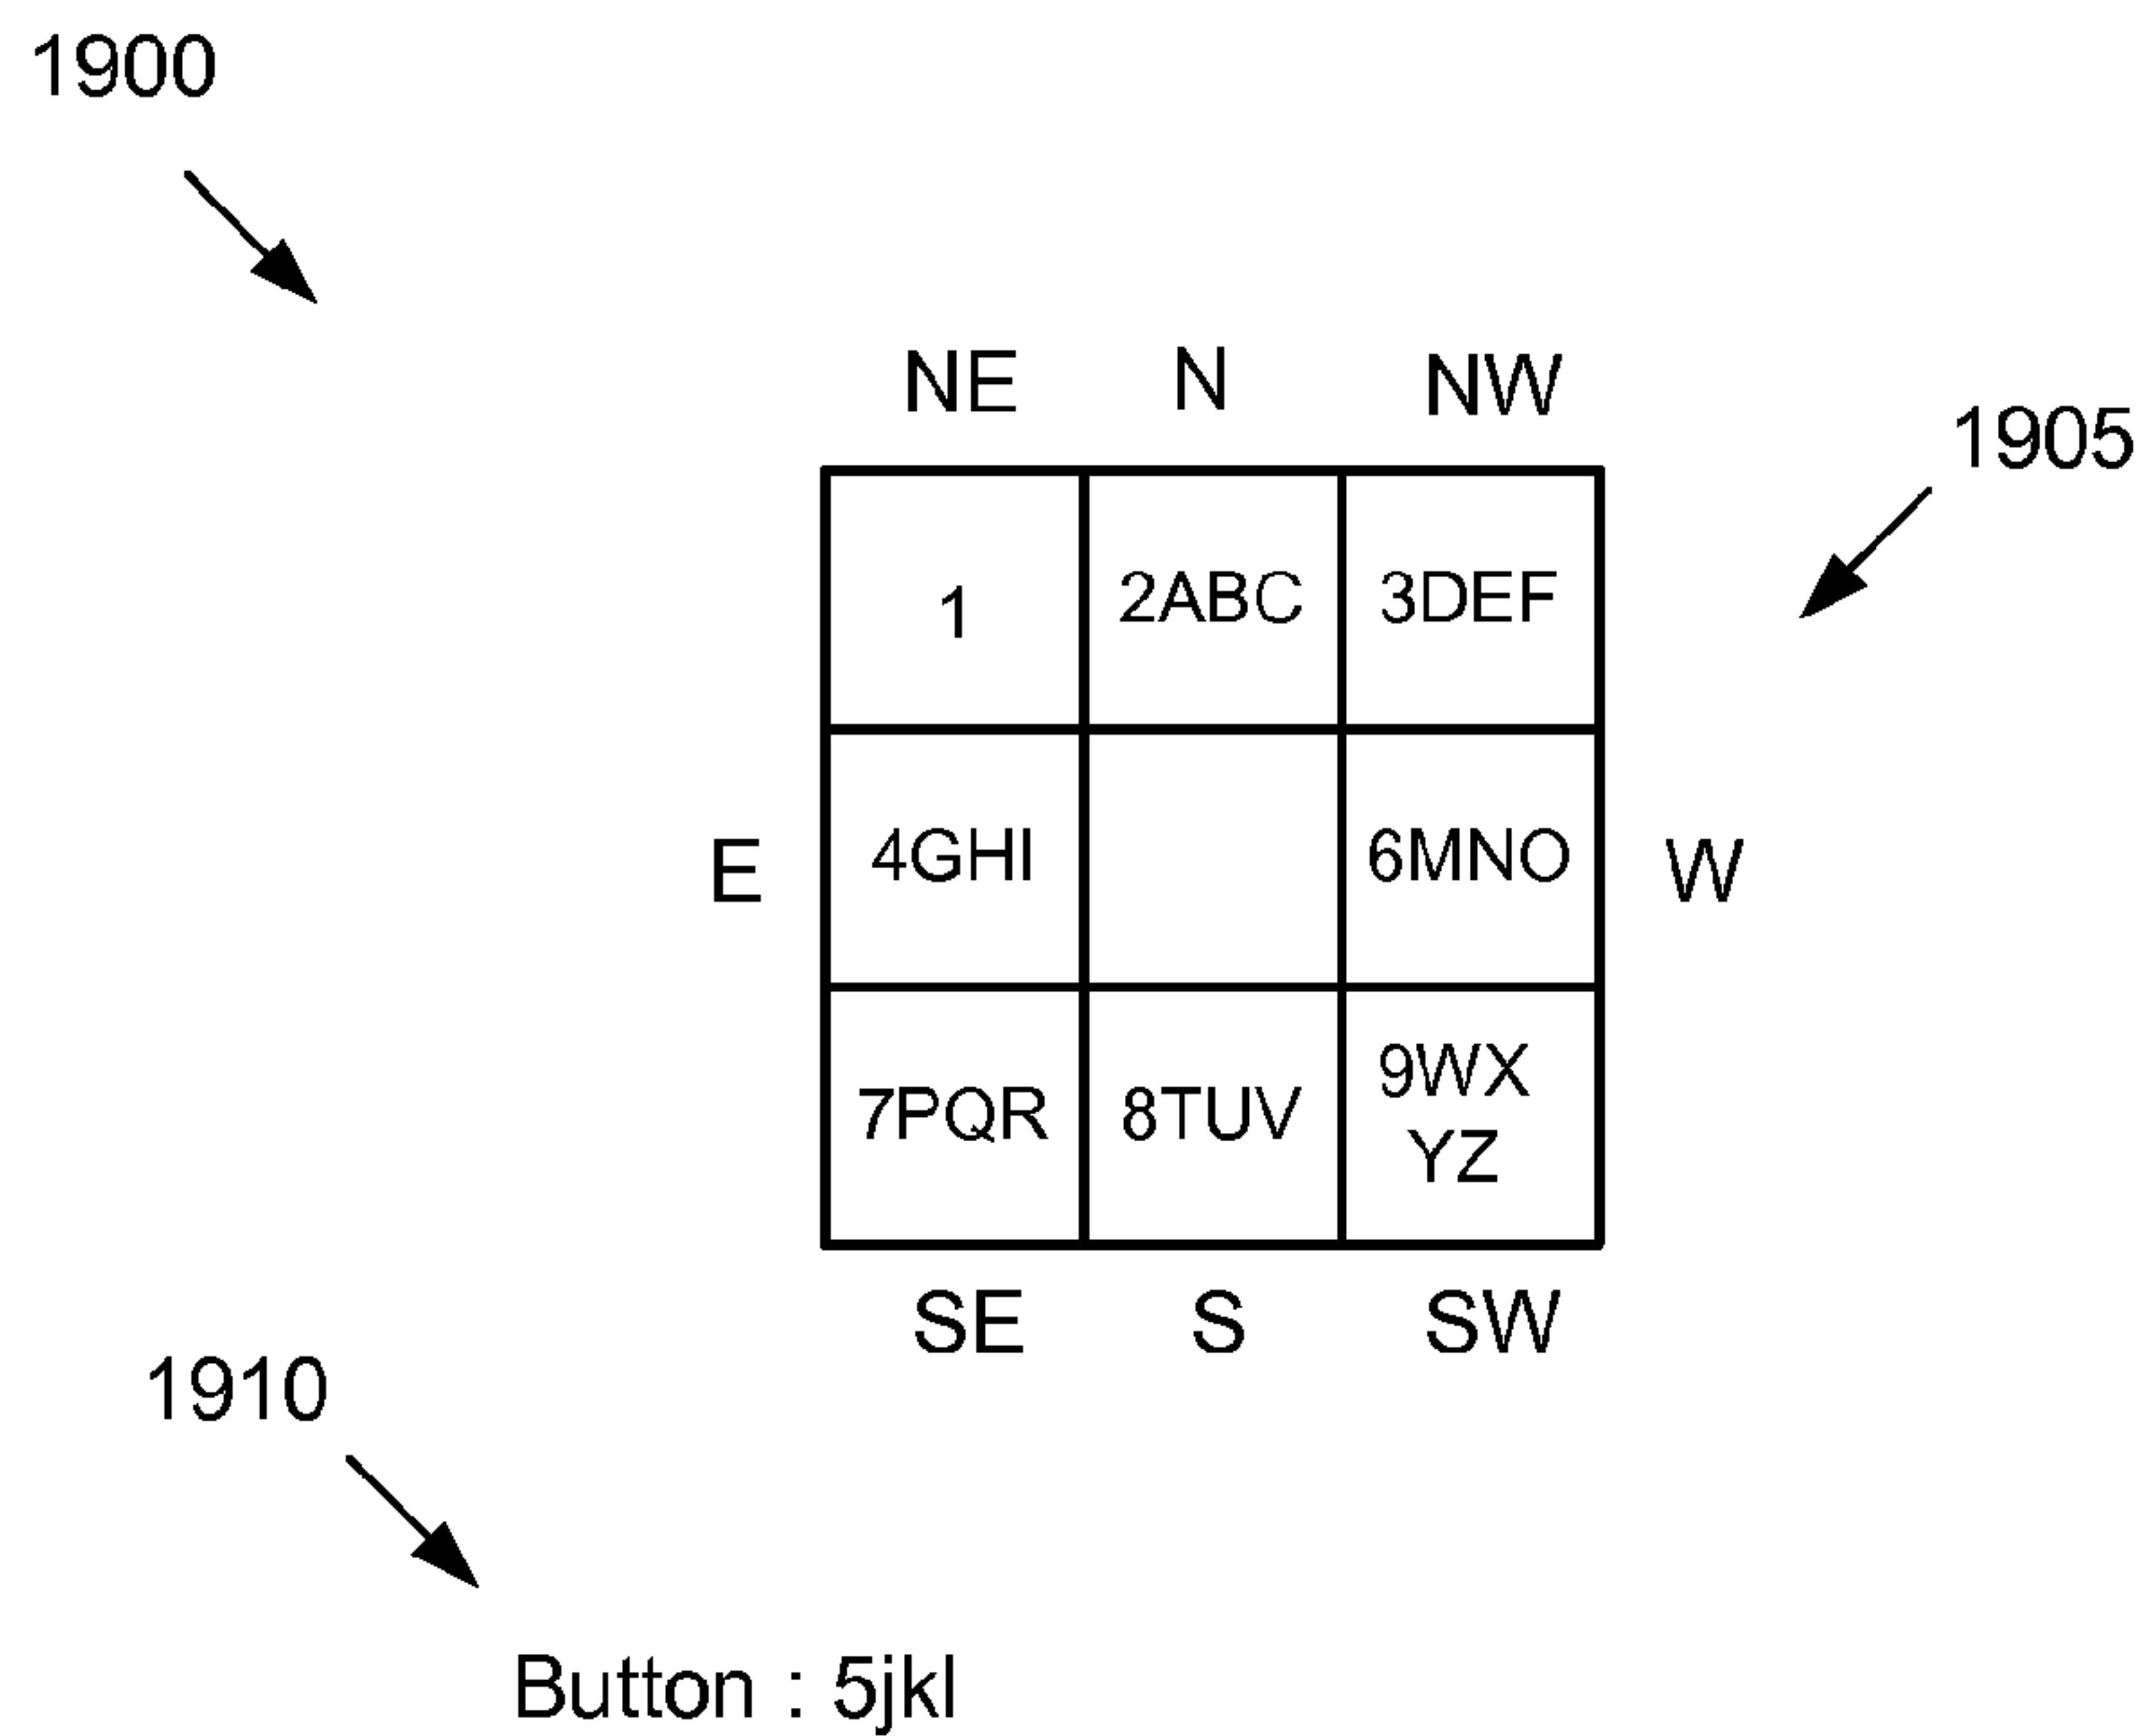 1900
NE N NW
1905
1 2ABC 3DEF
E 4GHI 6MNO W
7PQR 8TUV 9WX
YZ
SE S SW
1910
Button : 5jkl